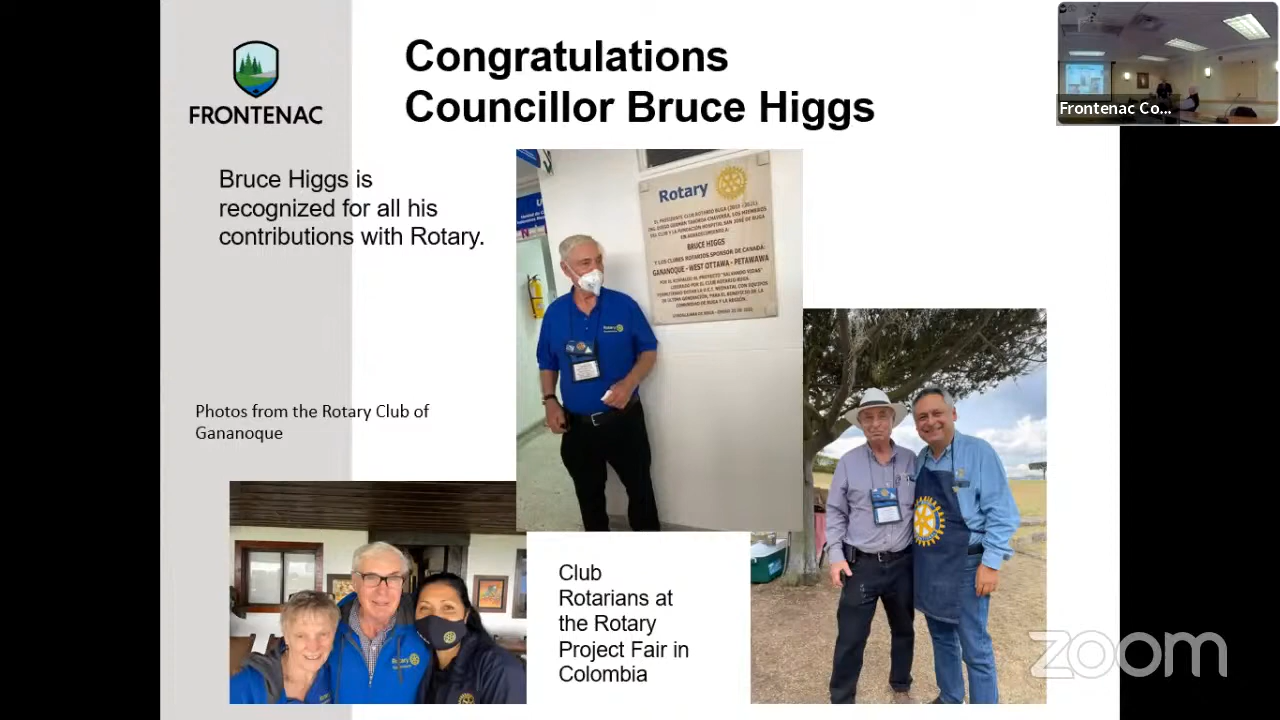 Congratulations
Councillor Bruce Higgs
FRONTENAC
Bruce Higgs is
recognized for all his
contributions with Rotary.
Photos from the Rotary Club of
Gananoque
Rotary
BRUCE HIGGS
Y LOS CLUBES ROTARIOS SPONSOR DE CANADA:
GANANOQUE - WEST OTTAWA - PETAWAWA
Rotary
Rotary
Club
Rotarians at
the Rotary
Project Fair in
Colombia
Frontenac Co...
zoom